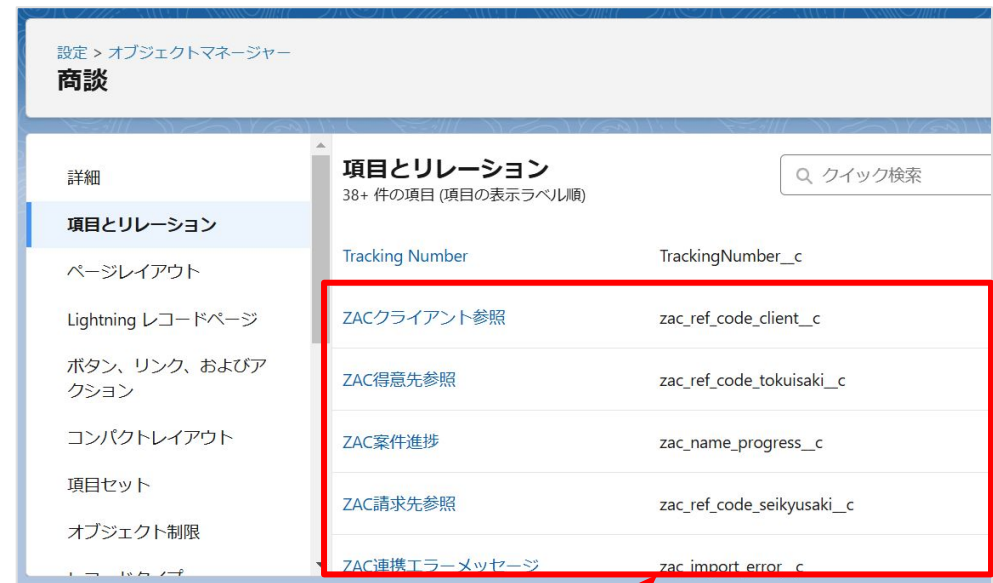 設定 > オブジェクトマネージャー
商談
詳細
項目とリレーション
ページレイアウト
Lightning レコードページ
ボタン、リンク、およびア
クション
コンパクトレイアウト
項目セット
オブジェクト制限
レコードタイプ
項目とリレーション
38+ 件の項目 (項目の表示ラベル順)
クイック検索
Tracking Number TrackingNumber__c
ZACクライアント参照 zac_ref_code_client__c
ZAC得意先参照 zac_ref_code_tokuisaki__c
ZAC案件進捗 zac_name_progress__c
ZAC請求先参照 zac_ref_code_seikyusaki__c
ZAC連携エラーメッセージ zac_import_error__c